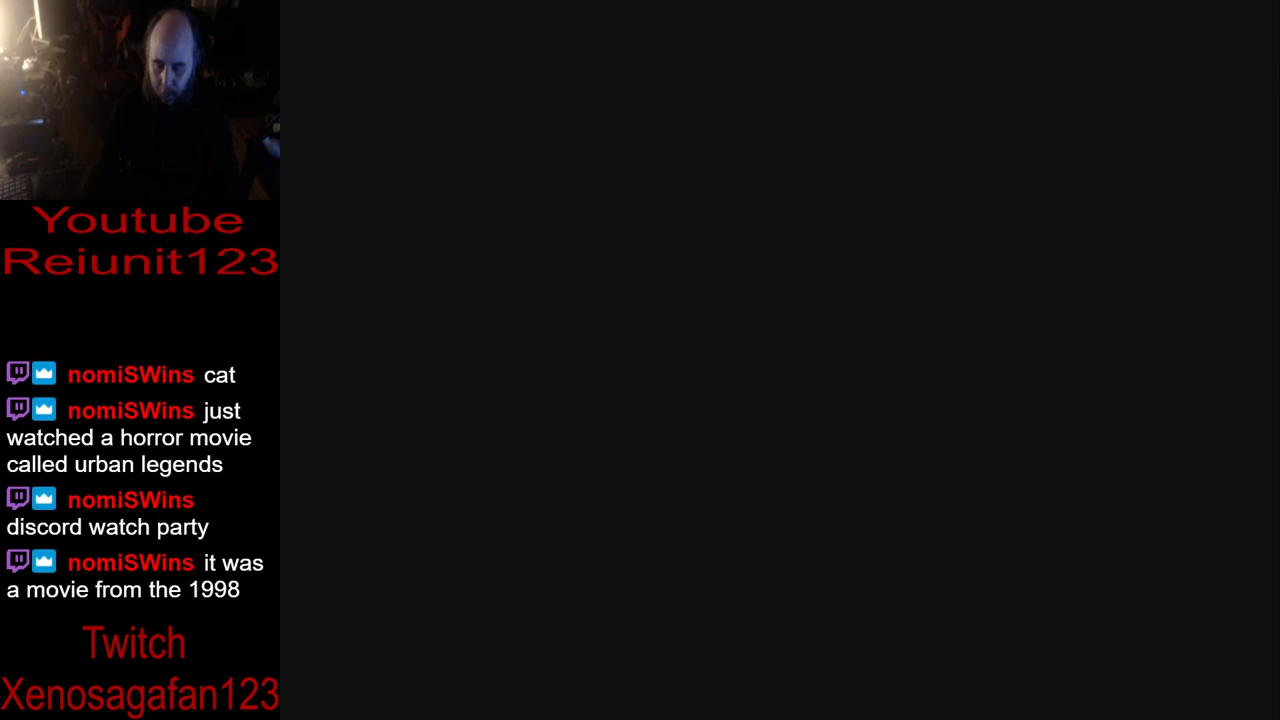 Youtube
Reiunit123
nomiSWins cat
nomiSWins just
watched a horror movie
called urban legends
nomiSWins
discord watch party
nomiSWins it was
a movie from the 1998
Twitch
Xenosagafan123